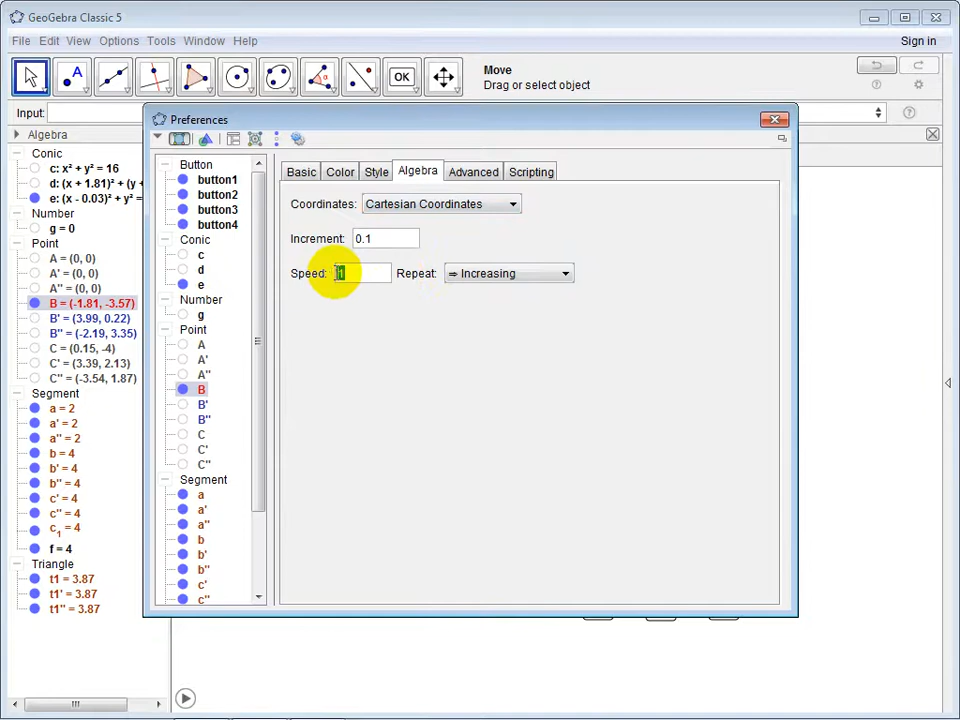 GeoGebra Classic 5
File Edit View Options Tools Window Help
Sign in
A
OK
Move
Drag or select object
Input:
Algebra
Conic
c: x² + y² = 16
d: (x + 1.81)² + (y +
e: (x - 0.03)² + y² =
Number
g = 0
Point
A = (0, 0)
A' = (0, 0)
A'' = (0, 0)
B = (-1.81, -3.57)
B' = (3.99, 0.22)
B'' = (-2.19, 3.35)
C = (0.15, -4)
C' = (3.39, 2.13)
C'' = (-3.54, 1.87)
Segment
a = 2
a' = 2
a'' = 2
b = 4
b' = 4
b'' = 4
c' = 4
c'' = 4
c₁ = 4
f = 4
Triangle
t1 = 3.87
t1' = 3.87
t1'' = 3.87
Preferences
Button
button1
button2
button3
button4
Conic
c
d
e
Number
g
Point
A
A'
A''
B
B'
B''
C
C'
C''
Segment
a
a'
a''
b
b'
b''
c'
c''
Basic Color Style Algebra Advanced Scripting
Coordinates: Cartesian Coordinates
Increment: 0.1
Speed: 1 Repeat: ⇒ Increasing